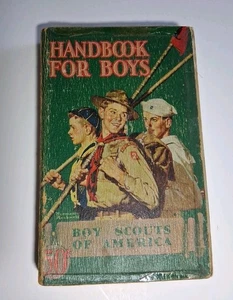 HANDBOOK
FOR BOYS
BOY SCOUTS
OF AMERICA